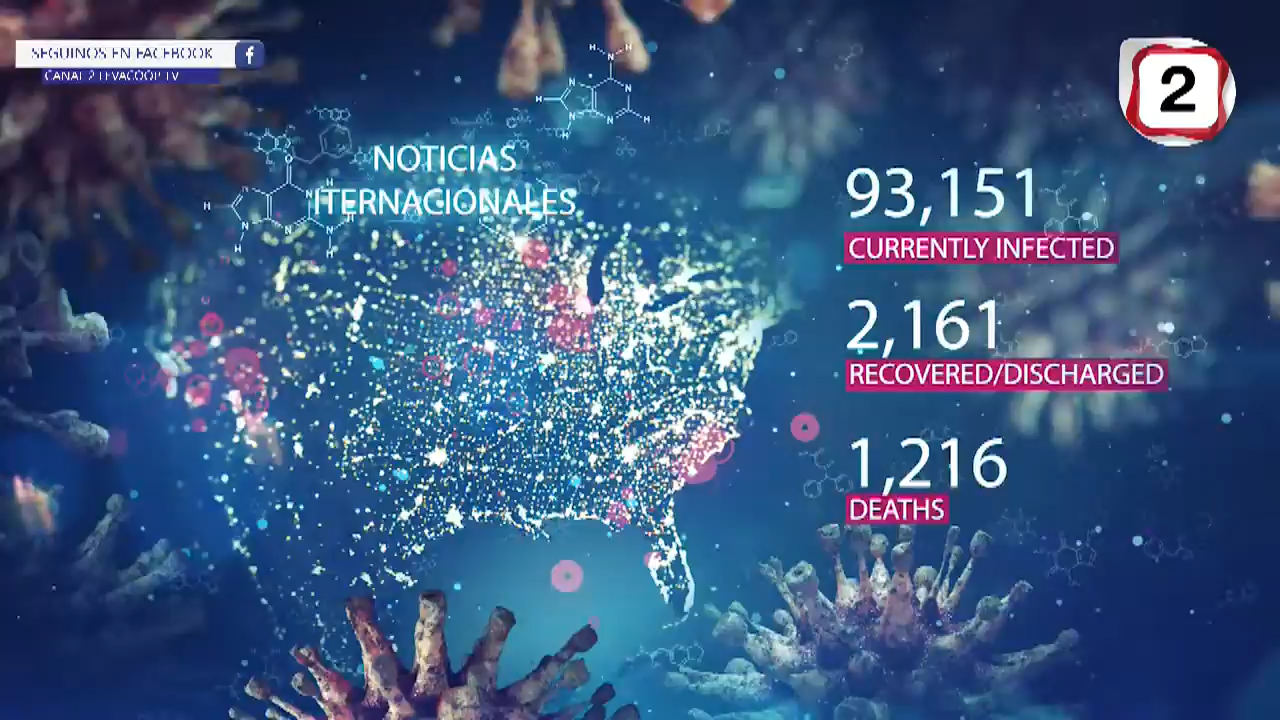 SEGUINOS EN FACEBOOK f
CANAL 2 LEVACOOP TV
2
NOTICIAS
ITERNACIONALES
93,151
CURRENTLY INFECTED
2,161
RECOVERED/DISCHARGED
1,216
DEATHS